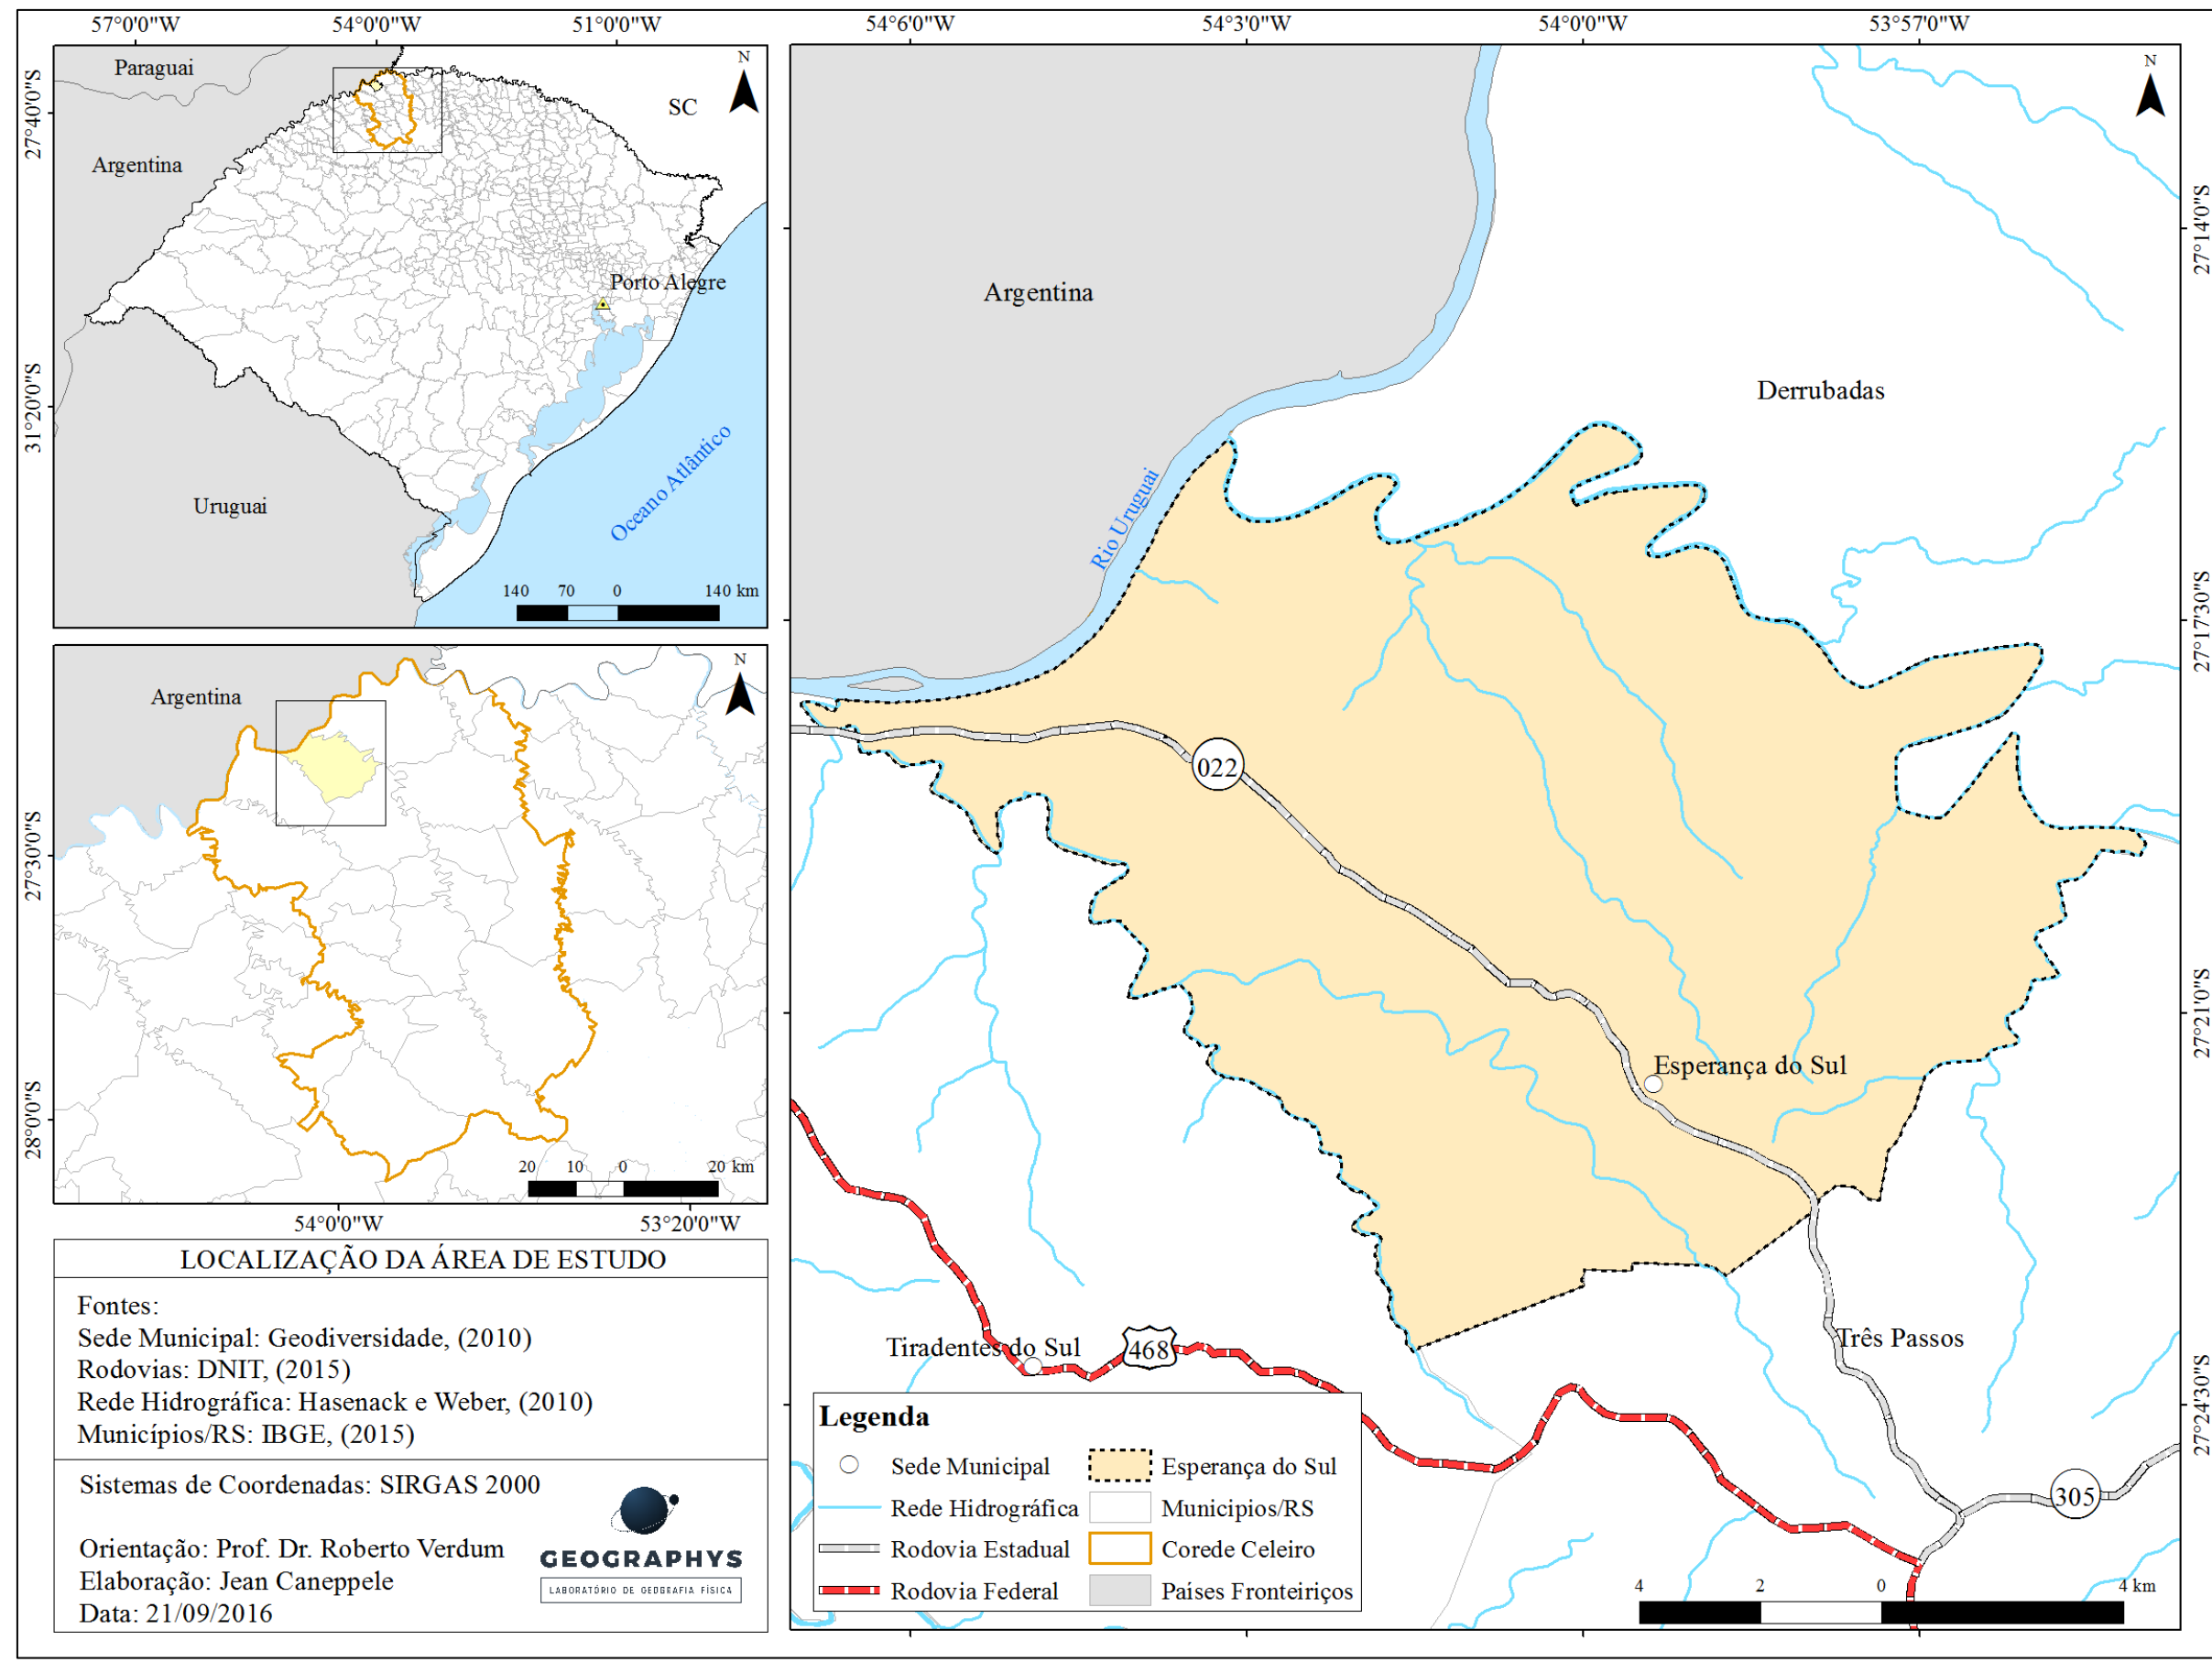 57°0'0"W
54°0'0"W
51°0'0"W
27°40'0"S
31°20'0"S
Paraguai
N
SC
Argentina
Porto Alegre
Uruguai
Oceano Atlântico
140 70 0 140 km
Argentina
N
27°30'0"S
28°0'0"S
20 10 0 20 km
54°0'0"W
53°20'0"W
LOCALIZAÇÃO DA ÁREA DE ESTUDO
Fontes:
Sede Municipal: Geodiversidade, (2010)
Rodovias: DNIT, (2015)
Rede Hidrográfica: Hasenack e Weber, (2010)
Municípios/RS: IBGE, (2015)
Sistemas de Coordenadas: SIRGAS 2000
Orientação: Prof. Dr. Roberto Verdum
Elaboração: Jean Caneppele
Data: 21/09/2016
GEOGRAPHYS
LABORATÓRIO DE GEOGRAFIA FÍSICA
54°6'0"W
54°3'0"W
54°0'0"W
53°57'0"W
N
27°14'0"S
27°17'30"S
27°21'0"S
27°24'30"S
Argentina
Derrubadas
Rio Uruguai
022
Esperança do Sul
Tiradentes do Sul
468
Três Passos
305
Legenda
Sede Municipal
Rede Hidrográfica
Rodovia Estadual
Rodovia Federal
Esperança do Sul
Municipios/RS
Corede Celeiro
Países Fronteiriços
4 2 0 4 km